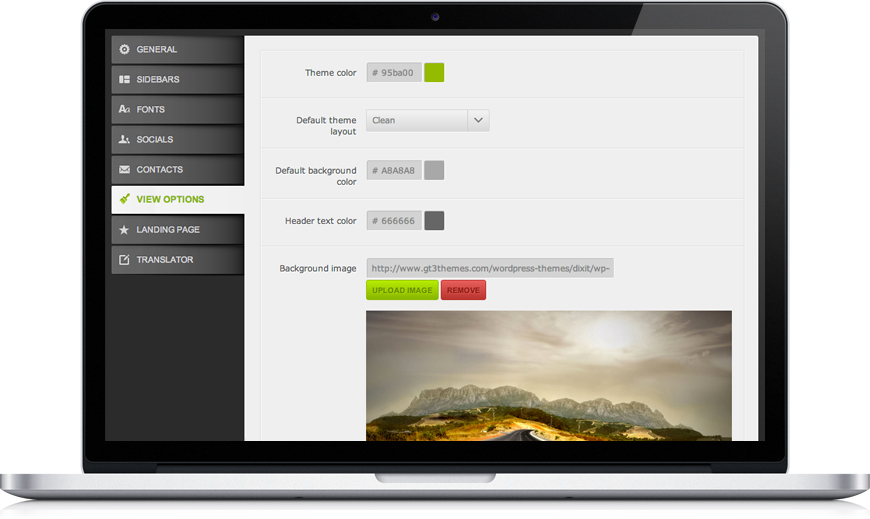 GENERAL
SIDEBARS
FONTS
SOCIALS
CONTACTS
VIEW OPTIONS
LANDING PAGE
TRANSLATOR
Theme color
# 95ba00
Default theme
layout
Clean
Default background
color
# A8A8A8
Header text color
# 666666
Background image
http://www.gt3themes.com/wordpress-themes/dixit/wp-
UPLOAD IMAGE
REMOVE